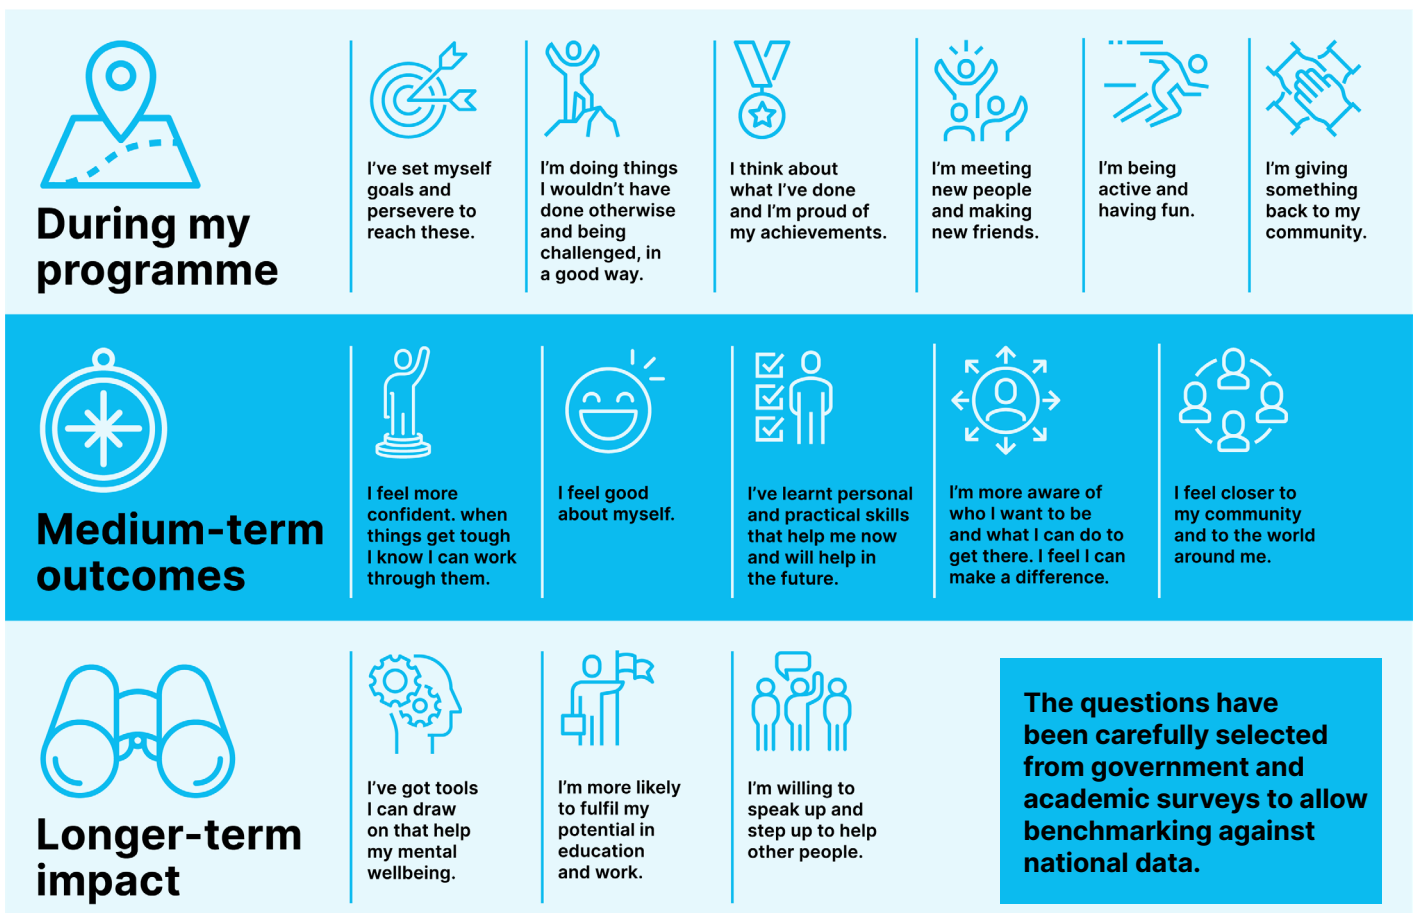 During my
programme
I've set myself
goals and
persevere to
reach these.
I'm doing things
I wouldn't have
done otherwise
and being
challenged, in
a good way.
I think about
what I've done
and I'm proud of
my achievements.
I'm meeting
new people
and making
new friends.
I'm being
active and
having fun.
I'm giving
something
back to my
community.
Medium-term
outcomes
I feel more
confident. when
things get tough
I know I can work
through them.
I feel good
about myself.
I've learnt personal
and practical skills
that help me now
and will help in
the future.
I'm more aware of
who I want to be
and what I can do to
get there. I feel I can
make a difference.
I feel closer to
my community
and to the world
around me.
Longer-term
impact
I've got tools
I can draw
on that help
my mental
wellbeing.
I'm more likely
to fulfil my
potential in
education
and work.
I'm willing to
speak up and
step up to help
other people.
The questions have
been carefully selected
from government and
academic surveys to allow
benchmarking against
national data.